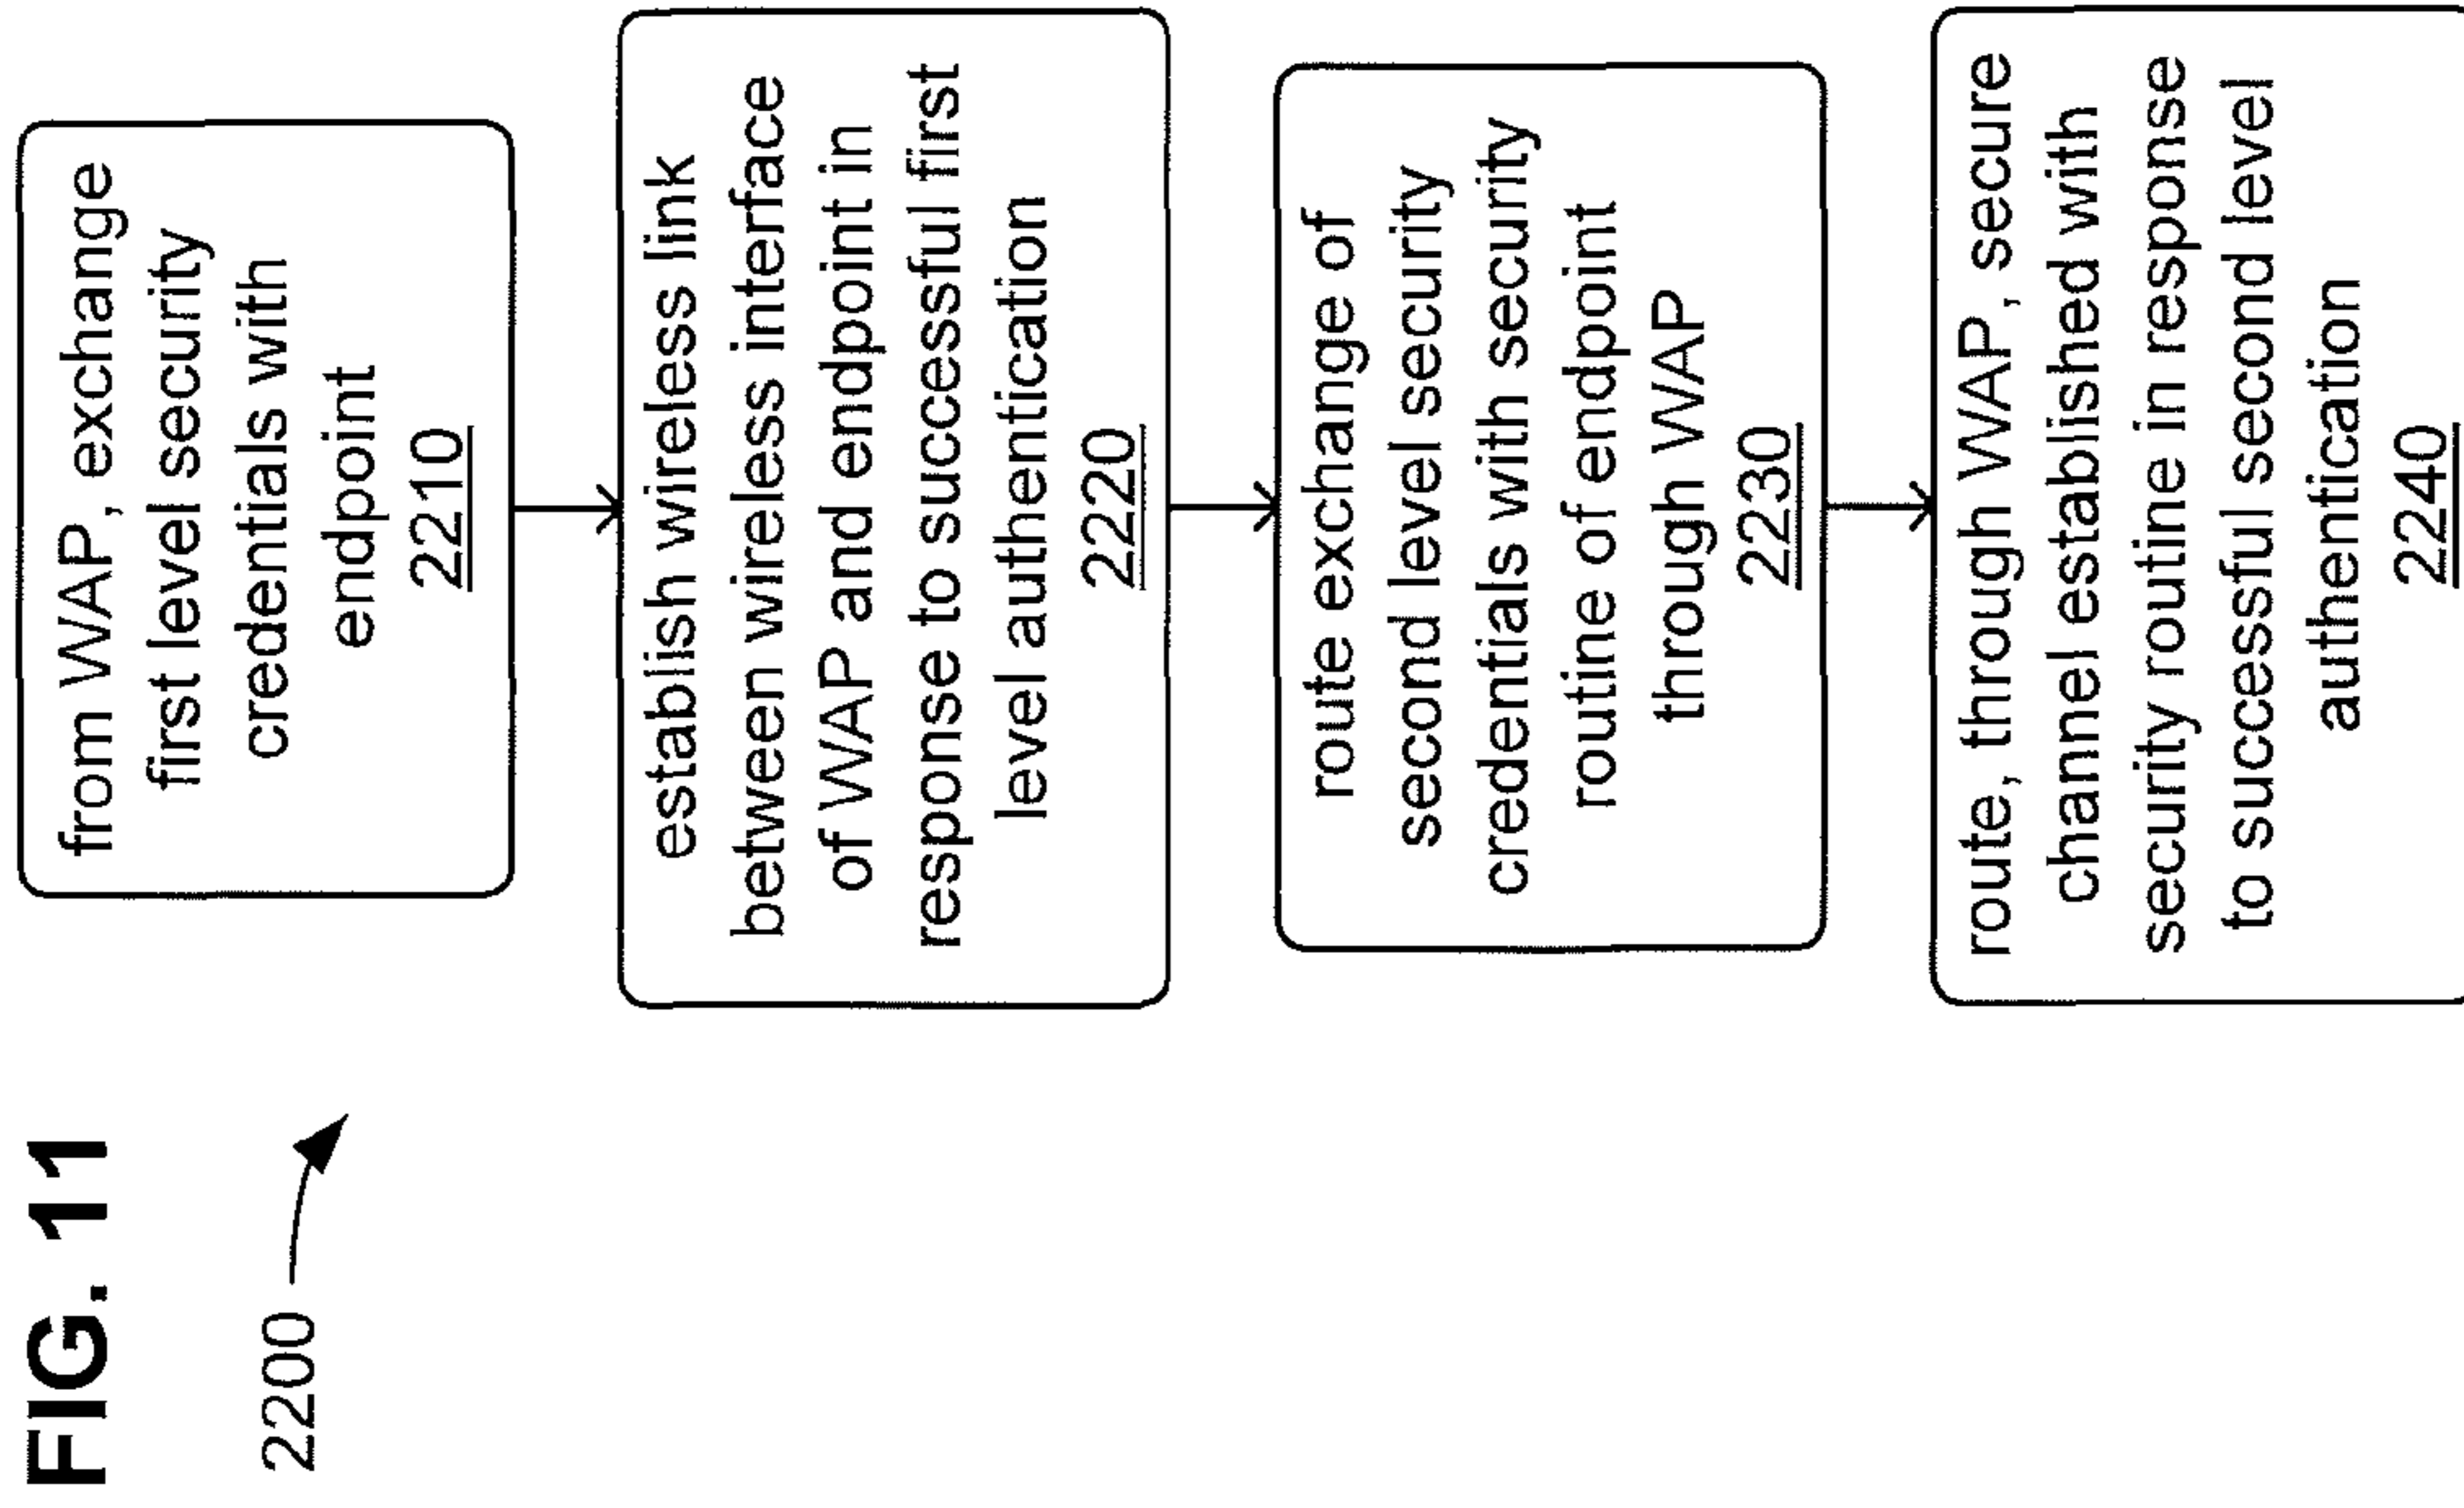 FIG. 11
2200
from WAP, exchange
first level security
credentials with
endpoint
2210
establish wireless link
between wireless interface
of WAP and endpoint in
response to successful first
level authentication
2220
route exchange of
second level security
credentials with security
routine of endpoint
through WAP
2230
route, through WAP, secure
channel established with
security routine in response
to successful second level
authentication
2240